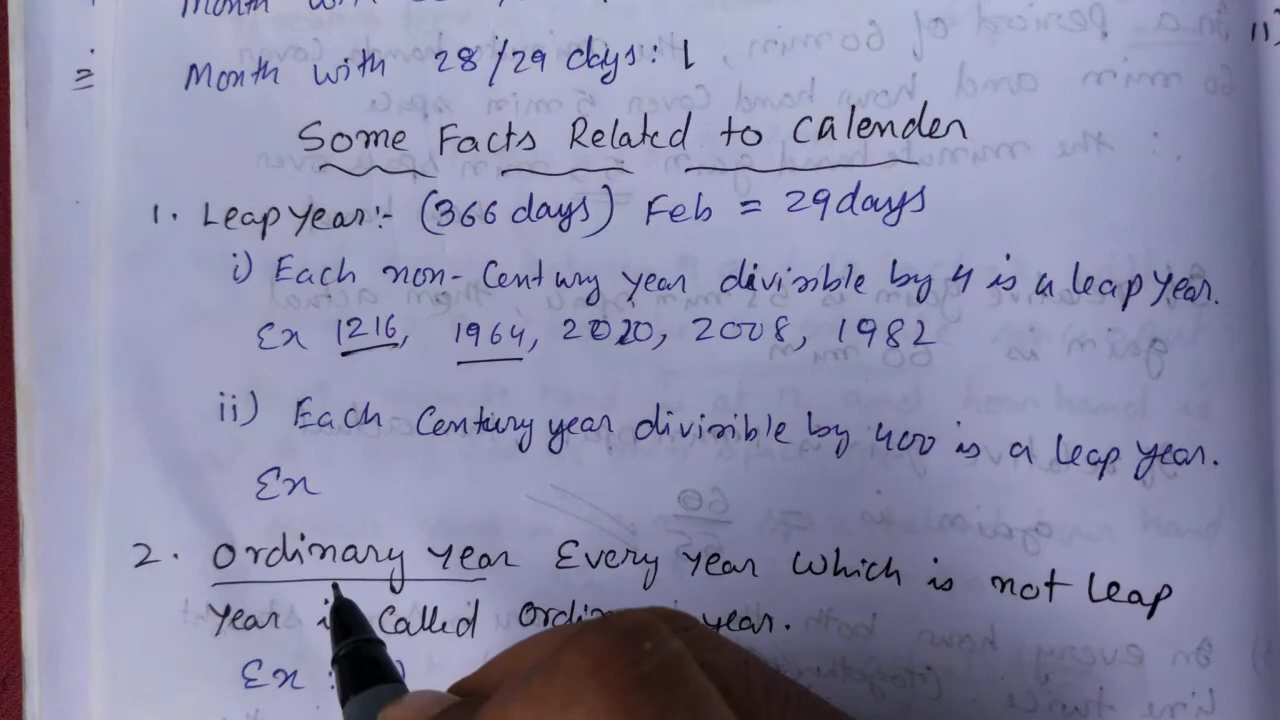 Month with 28/29 days: 1
Some Facts Related to Calender
1. Leap year:- (366 days) Feb = 29 days
i) Each non-Century year divisible by 4 is a leap year.
Ex 1216, 1964, 2020, 2008, 1982
ii) Each Century year divisible by 400 is a leap year.
Ex
2. Ordinary year Every year which is not leap
year is called ordinary year.
Ex :